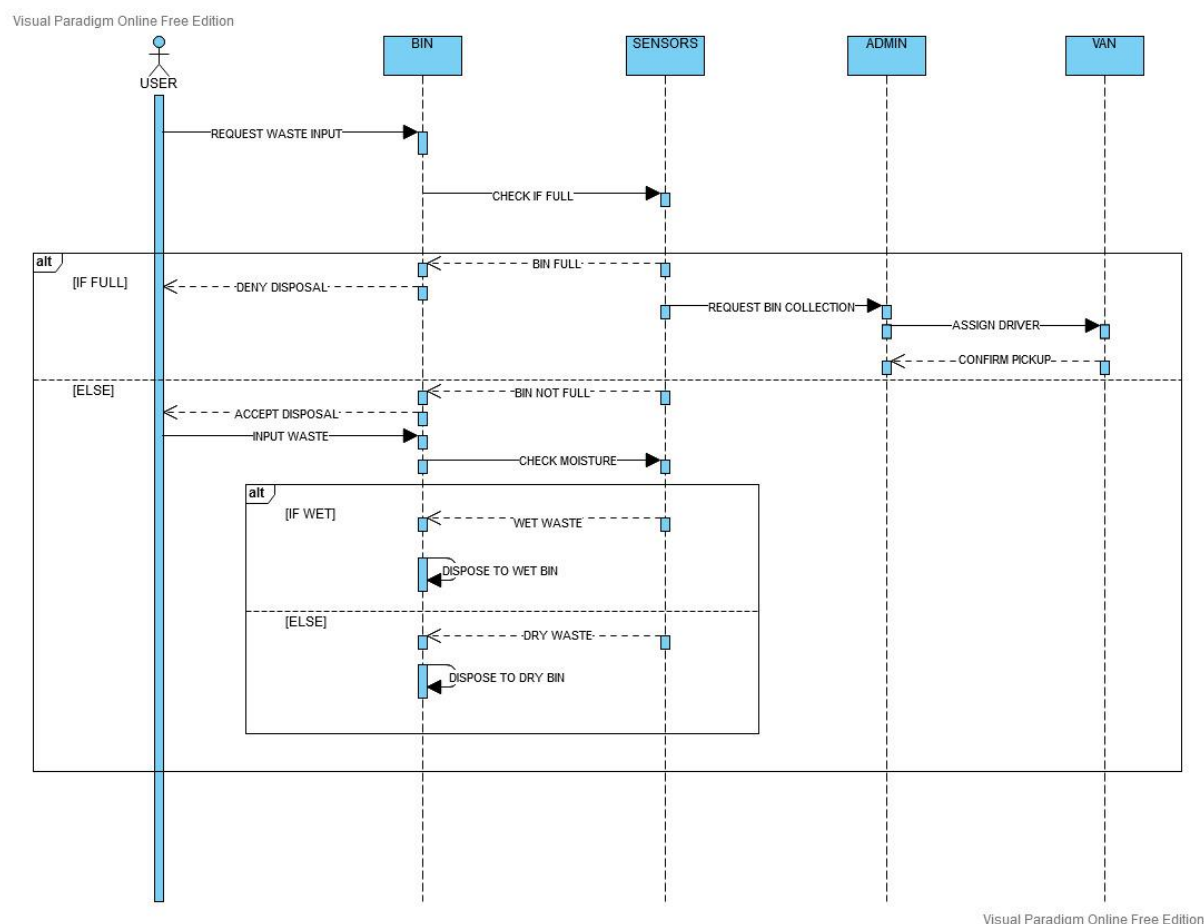 Visual Paradigm Online Free Edition
USER
BIN
SENSORS
ADMIN
VAN
REQUEST WASTE INPUT
CHECK IF FULL
alt
[IF FULL]
BIN FULL
DENY DISPOSAL
REQUEST BIN COLLECTION
ASSIGN DRIVER
CONFIRM PICKUP
[ELSE]
BIN NOT FULL
ACCEPT DISPOSAL
INPUT WASTE
CHECK MOISTURE
alt
[IF WET]
WET WASTE
DISPOSE TO WET BIN
[ELSE]
DRY WASTE
DISPOSE TO DRY BIN
Visual Paradigm Online Free Edition